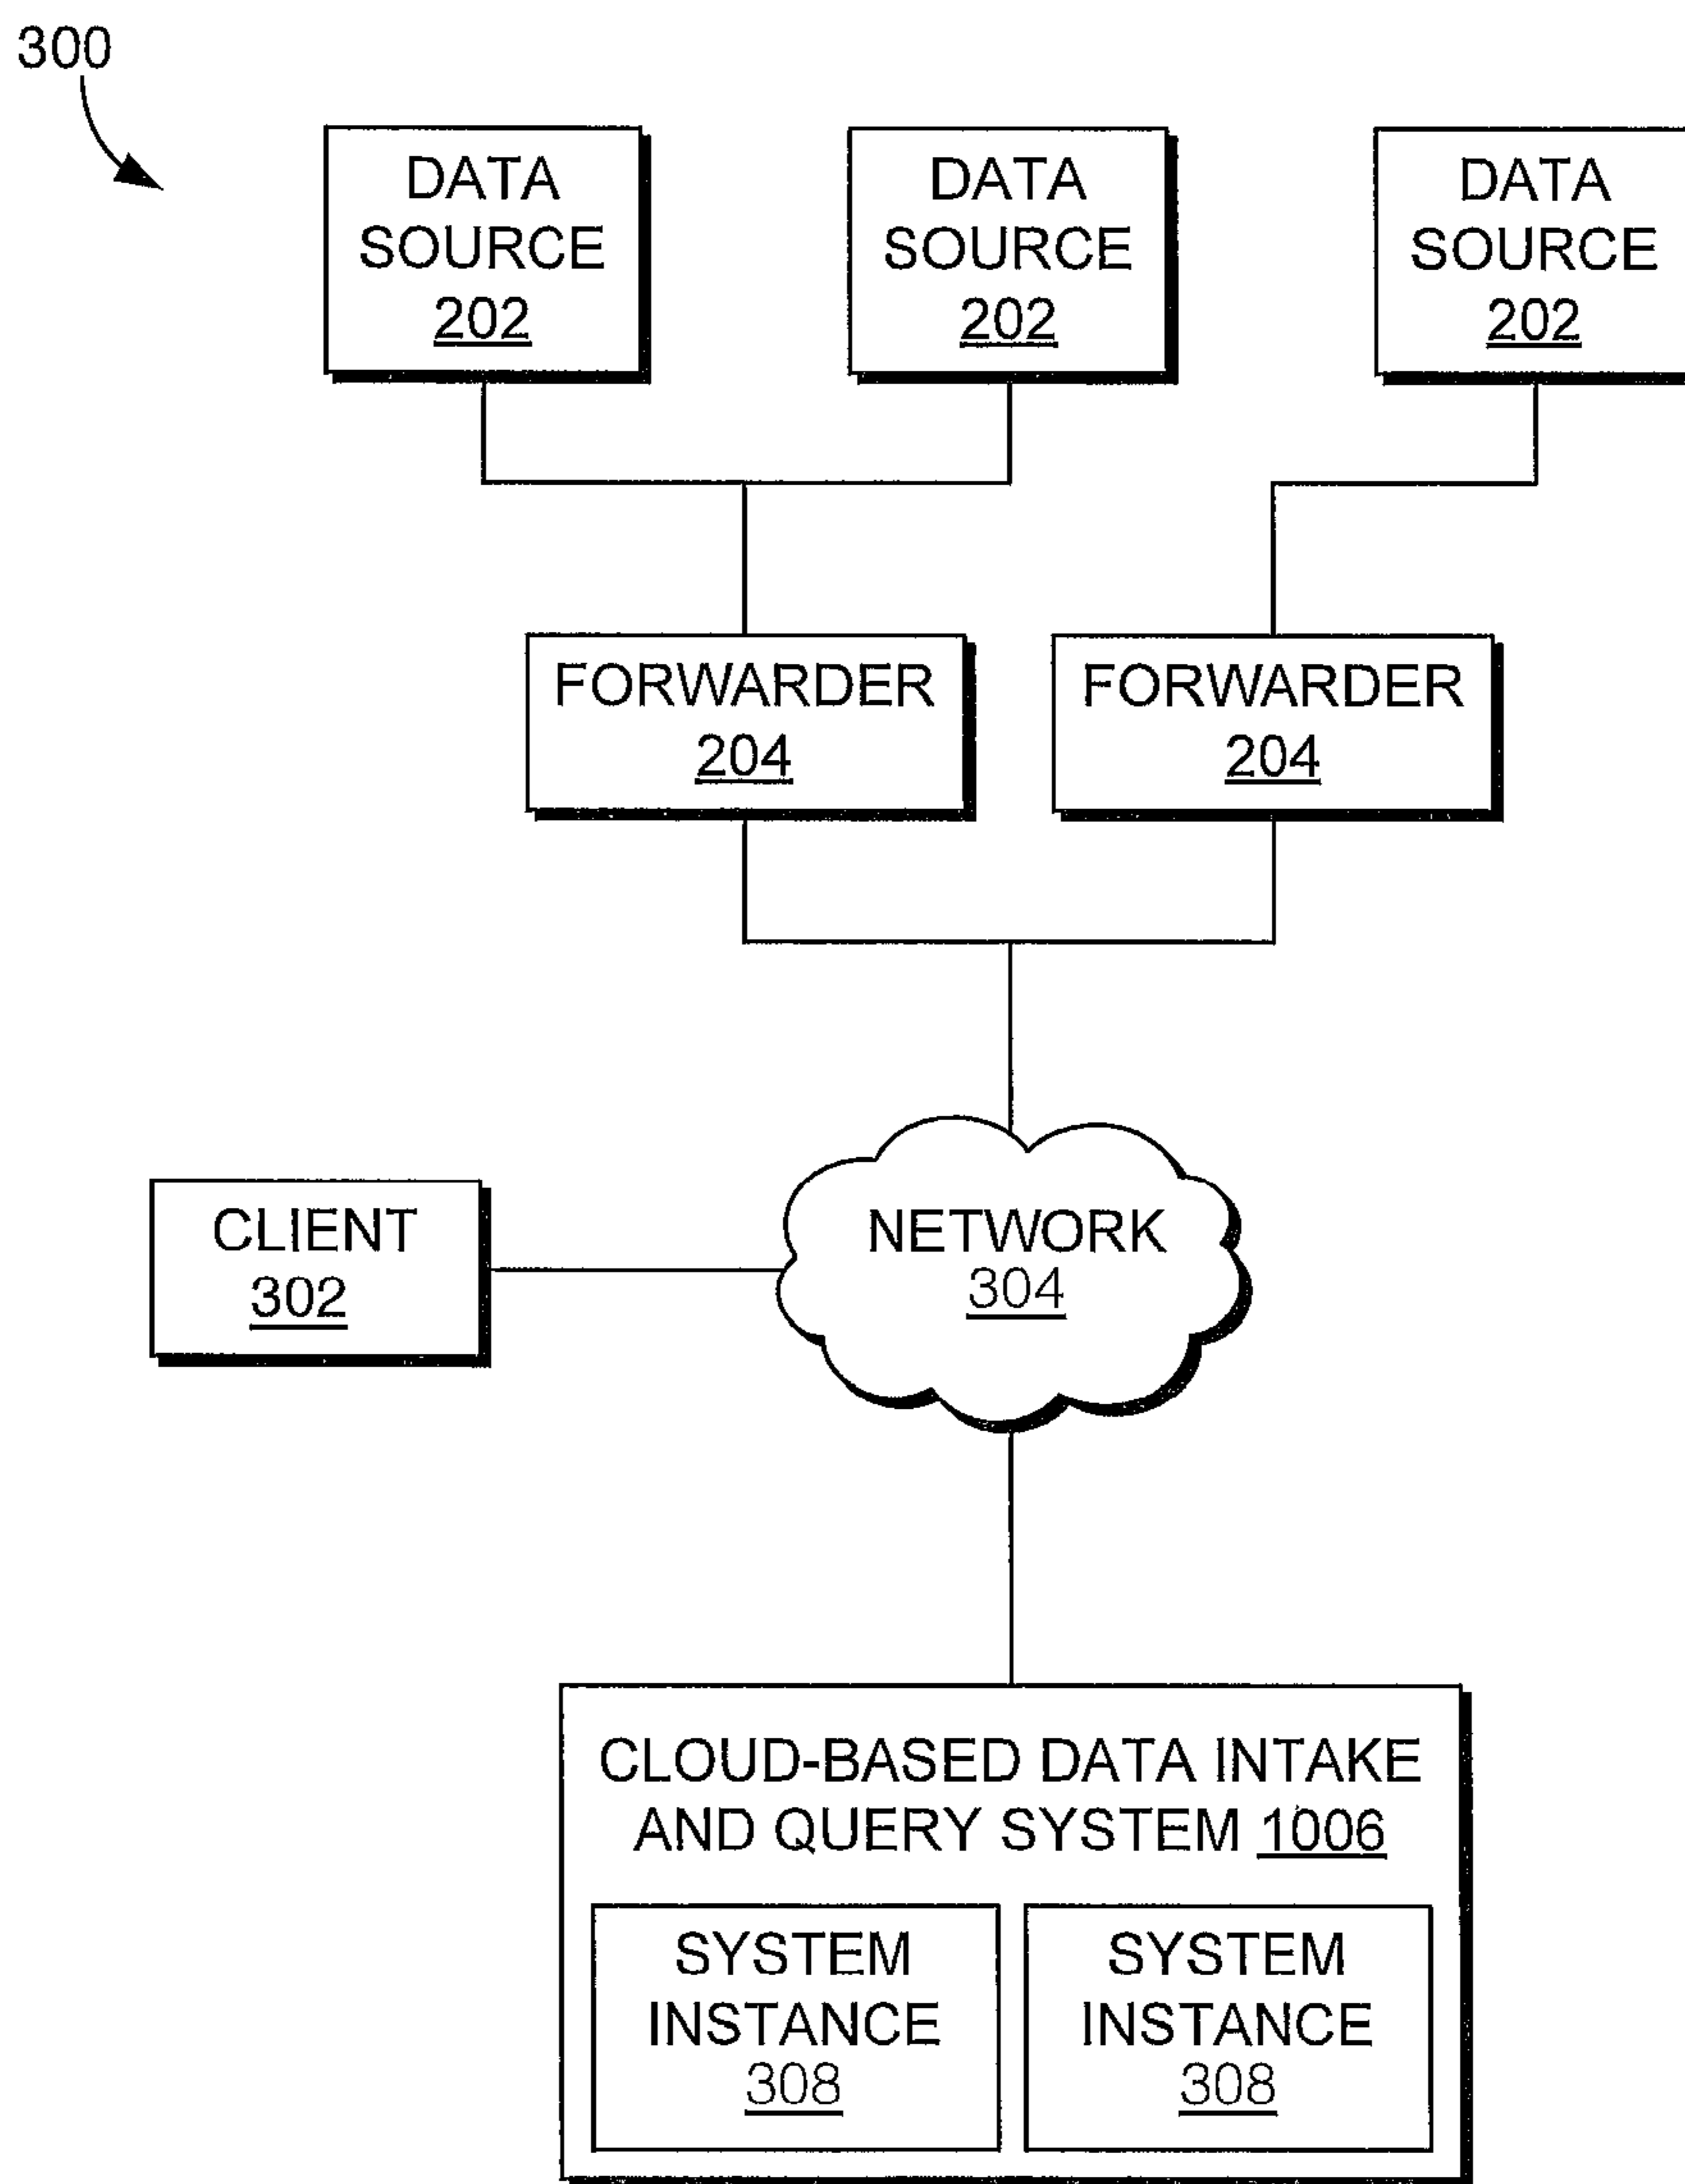 300
DATA
SOURCE
202
DATA
SOURCE
202
DATA
SOURCE
202
FORWARDER
204
FORWARDER
204
CLIENT
302
NETWORK
304
CLOUD-BASED DATA INTAKE
AND QUERY SYSTEM 1006
SYSTEM
INSTANCE
308
SYSTEM
INSTANCE
308